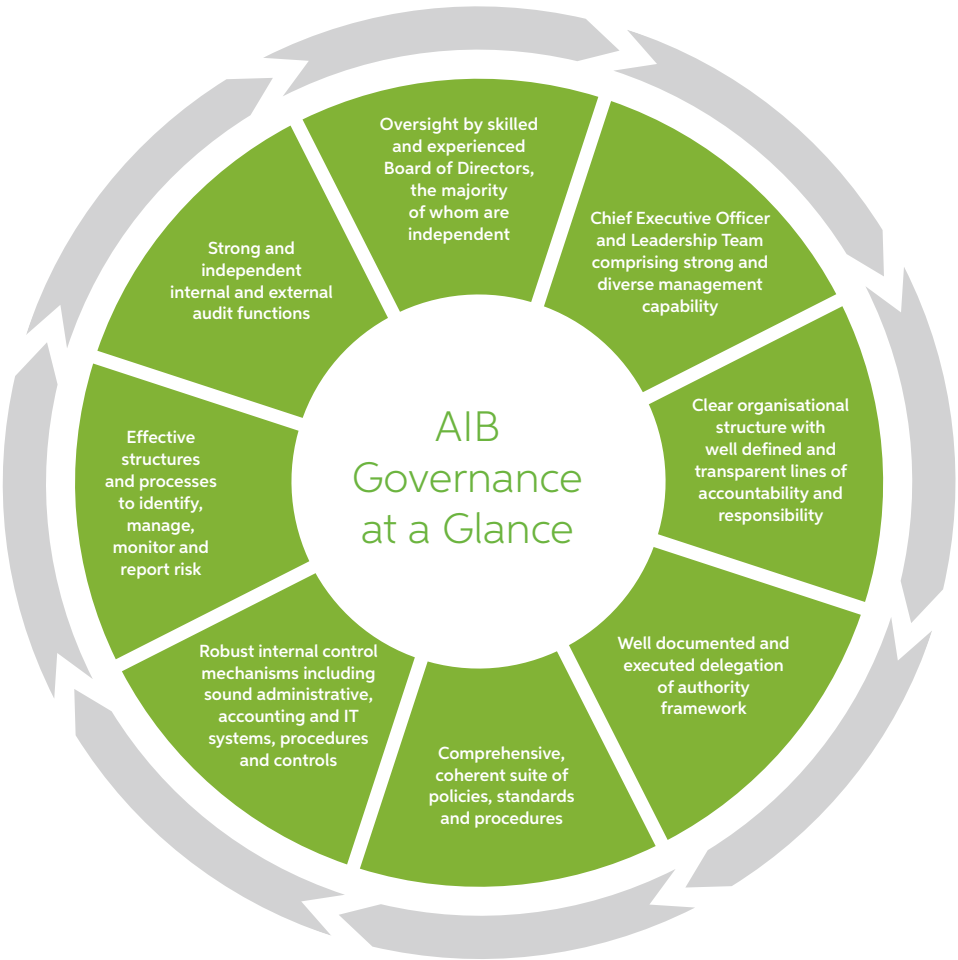 Oversight by skilled
and experienced
Board of Directors,
the majority
of whom are
independent
Chief Executive Officer
and Leadership Team
comprising strong and
diverse management
capability
Clear organisational
structure with
well defined and
transparent lines of
accountability and
responsibility
Well documented and
executed delegation
of authority
framework
Comprehensive,
coherent suite of
policies, standards
and procedures
Robust internal control
mechanisms including
sound administrative,
accounting and IT
systems, procedures
and controls
Effective
structures
and processes
to identify,
manage,
monitor and
report risk
Strong and
independent
internal and external
audit functions
AIB
Governance
at a Glance